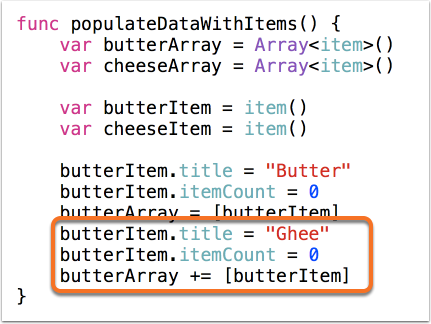 func populateDataWithItems() {
var butterArray = Array<item>()
var cheeseArray = Array<item>()
var butterItem = item()
var cheeseItem = item()
butterItem.title = "Butter"
butterItem.itemCount = 0
butterArray = [butterItem]
butterItem.title = "Ghee"
butterItem.itemCount = 0
butterArray += [butterItem]
}